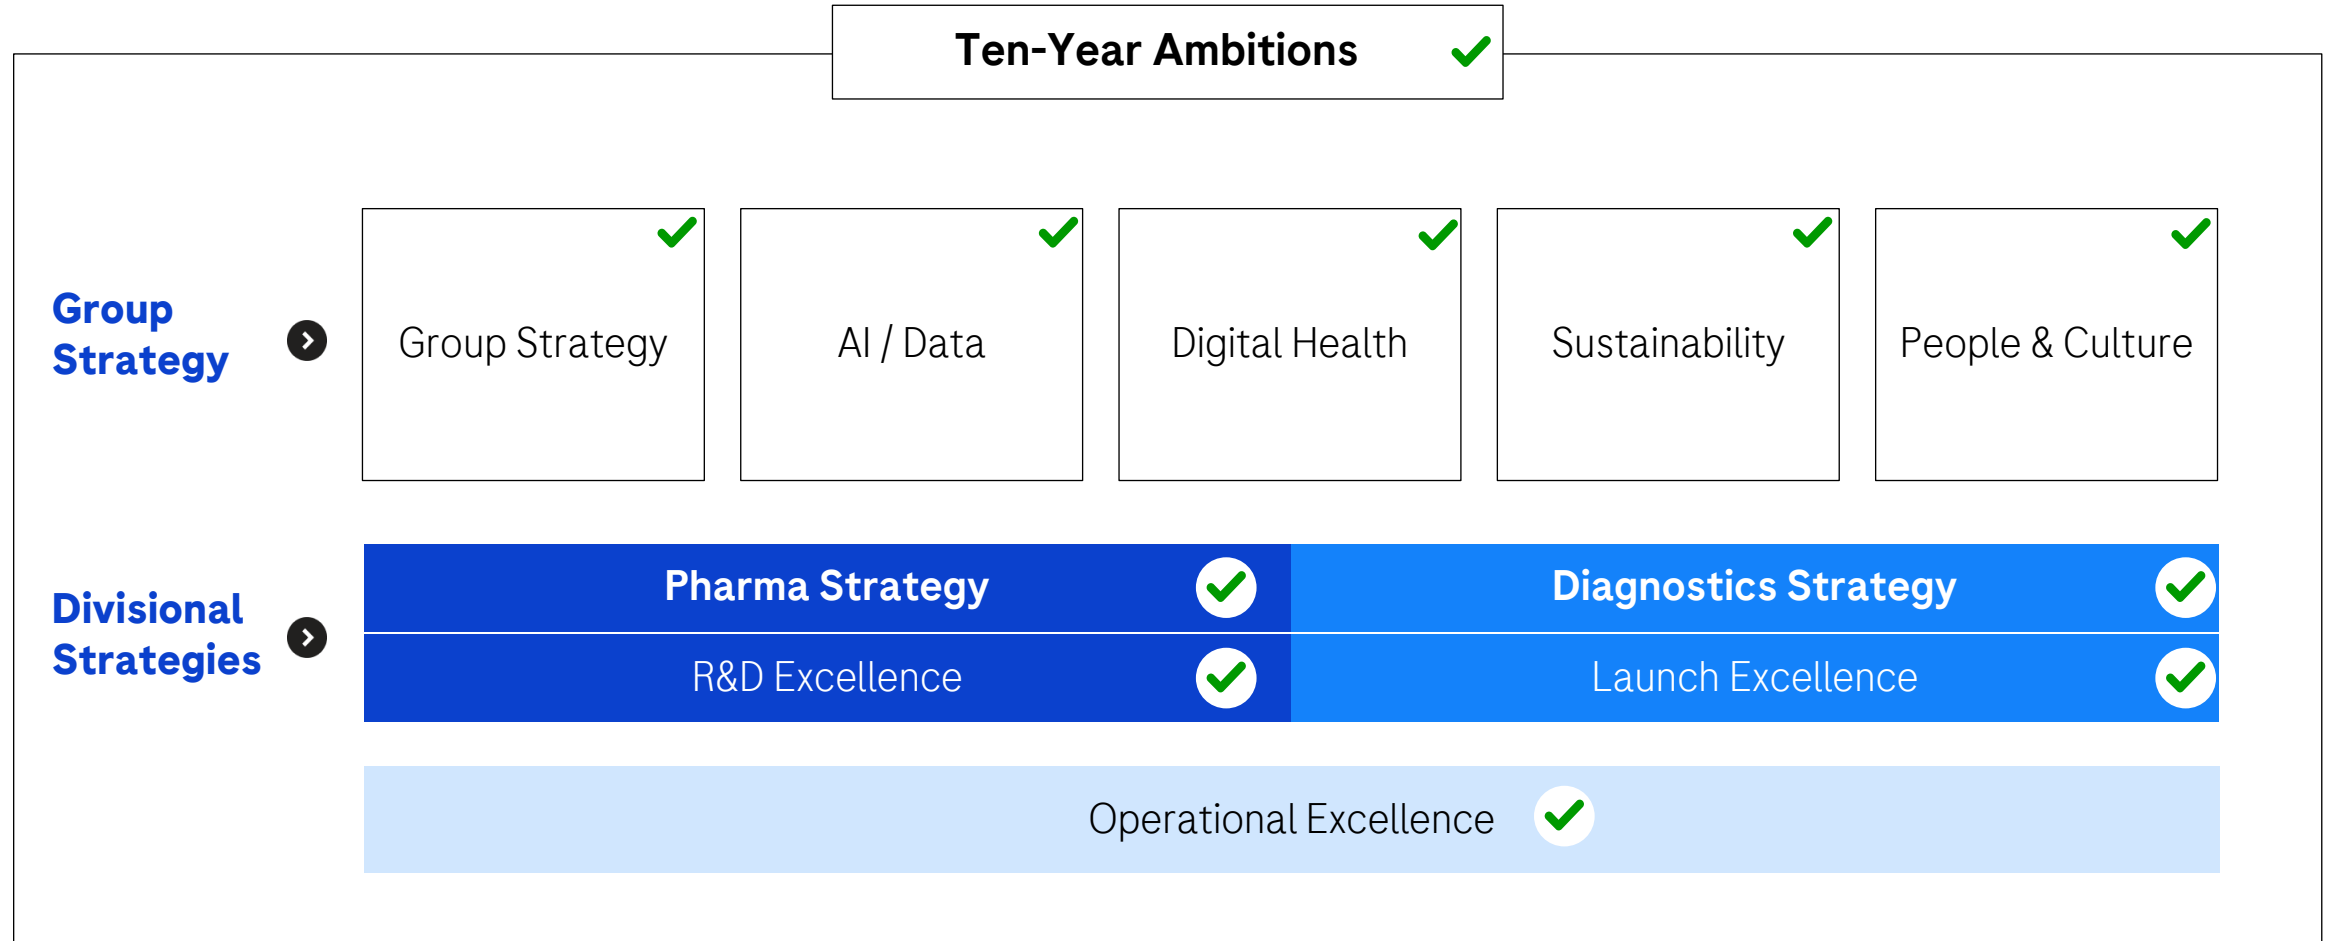 Ten-Year Ambitions
Group
Strategy
Group Strategy
AI / Data
Digital Health
Sustainability
People & Culture
Divisional
Strategies
Pharma Strategy
Diagnostics Strategy
R&D Excellence
Launch Excellence
Operational Excellence